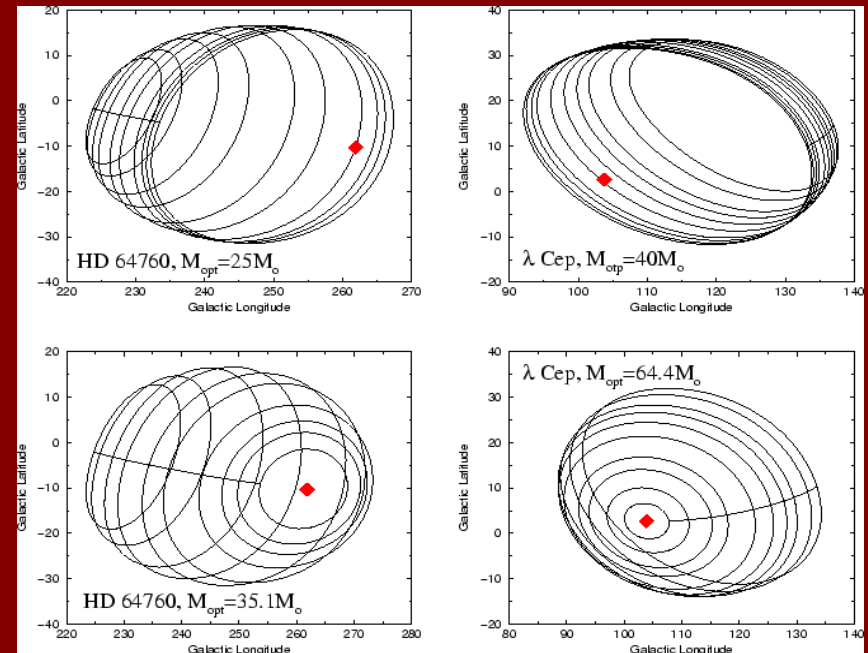 20
10
0
-10
-20
-30
-40
220 230 240 250 260 270
Galactic Latitude
Galactic Longitude
HD 64760, M_opt=25M_o
40
30
20
10
0
-10
-20
90 100 110 120 130 140
Galactic Latitude
Galactic Longitude
λ Cep, M_otp=40M_o
20
10
0
-10
-20
-30
-40
220 230 240 250 260 270 280
Galactic Latitude
Galactic Longitude
HD 64760, M_opt=35.1M_o
40
30
20
10
0
-10
-20
80 90 100 110 120 130 140
Galactic Latitude
Galactic Longitude
λ Cep, M_opt=64.4M_o